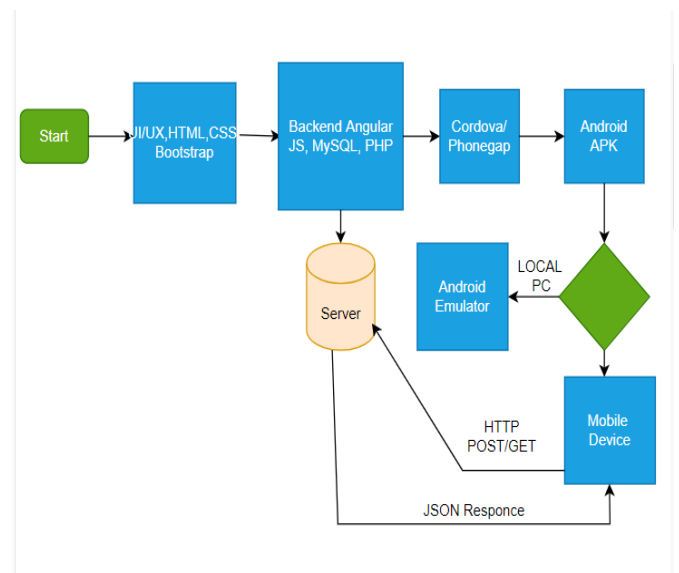 Start
JI/UX,HTML,CSS
Bootstrap
Backend Angular
JS, MySQL, PHP
Cordova/
Phonegap
Android
APK
LOCAL
PC
Android
Emulator
Server
Mobile
Device
HTTP
POST/GET
JSON Responce